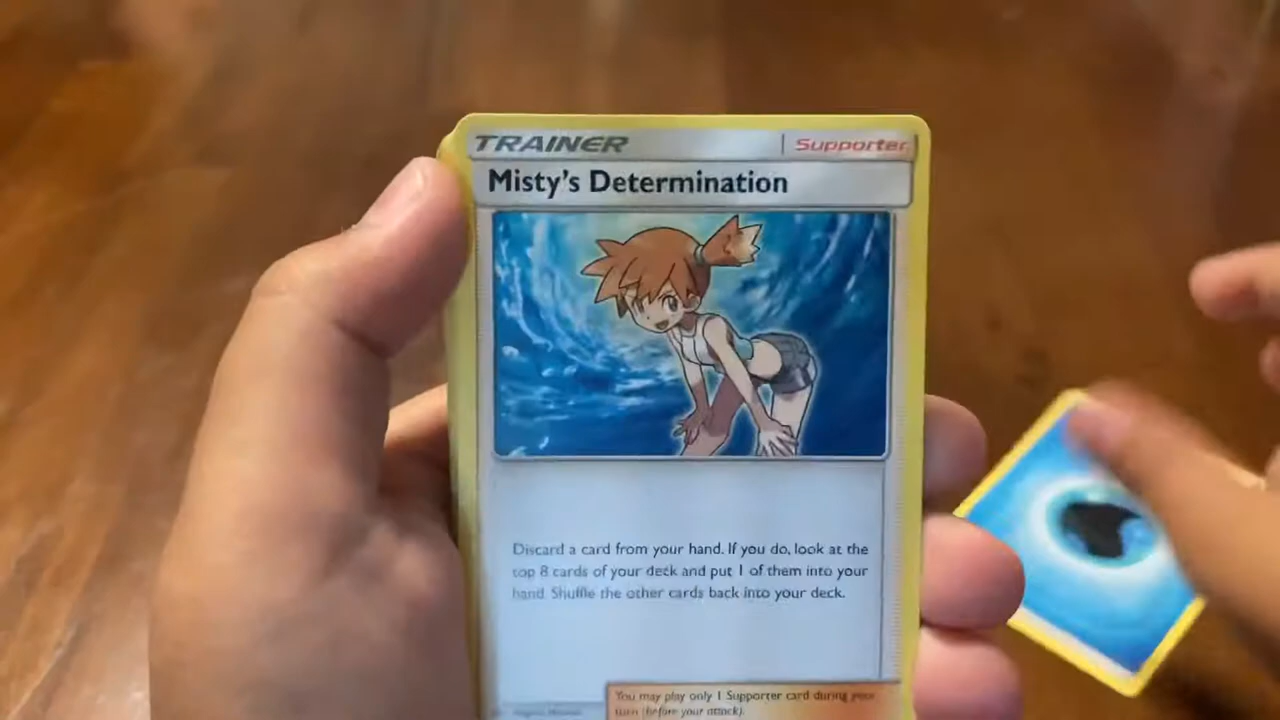 TRAINER Supporter
Misty's Determination
Discard a card from your hand. If you do, look at the
top 8 cards of your deck and put 1 of them into your
hand. Shuffle the other cards back into your deck.
You may play only 1 Supporter card during your
turn (before your attack).